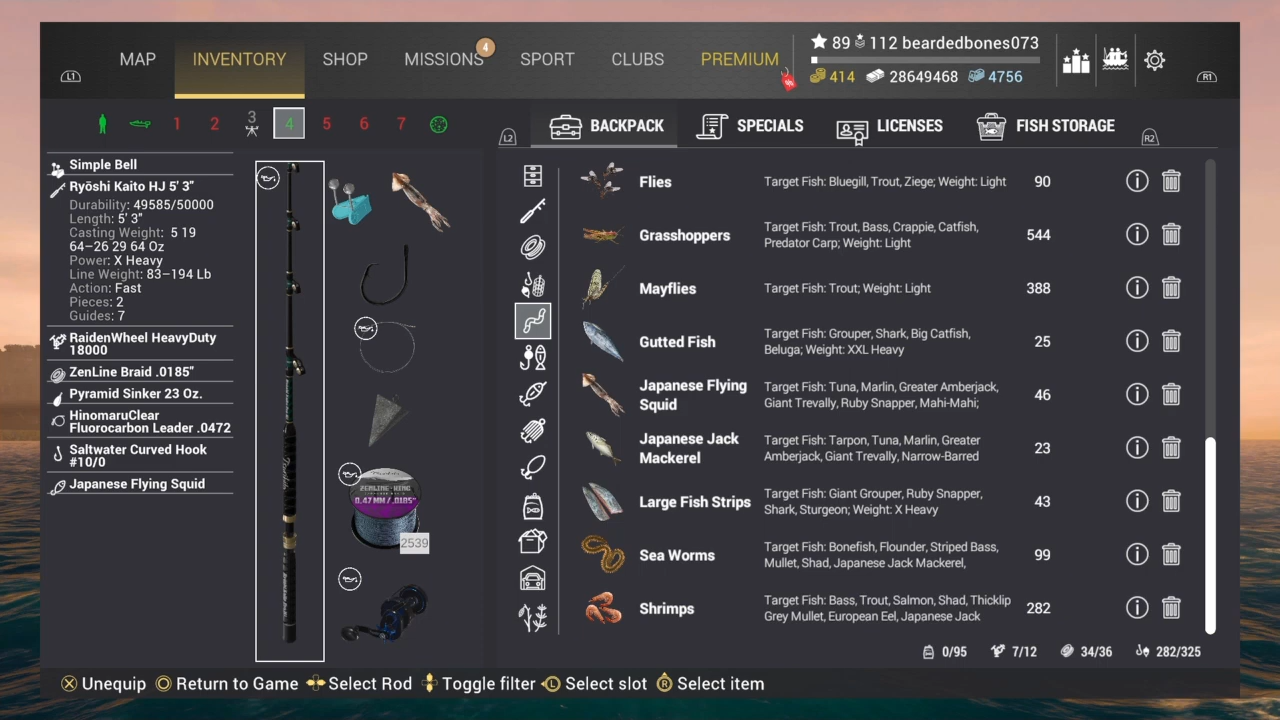 L1
MAP
INVENTORY
SHOP
MISSIONS
4
SPORT
CLUBS
PREMIUM
89 112 beardedbones073
414 28649468 4756
R1
1 2 3 4 5 6 7
L2
BACKPACK
SPECIALS
LICENSES
FISH STORAGE
R2
Simple Bell
Ryōshi Kaito HJ 5' 3"
Durability: 49585/50000
Length: 5' 3"
Casting Weight: 5 19
64–26 29 64 Oz
Power: X Heavy
Line Weight: 83–194 Lb
Action: Fast
Pieces: 2
Guides: 7
RaidenWheel HeavyDuty
18000
ZenLine Braid .0185"
Pyramid Sinker 23 Oz.
HinomaruClear
Fluorocarbon Leader .0472
Saltwater Curved Hook
#10/0
Japanese Flying Squid
0.47 MM / .0185"
2539
Flies
Target Fish: Bluegill, Trout, Ziege; Weight: Light
90
Grasshoppers
Target Fish: Trout, Bass, Crappie, Catfish,
Predator Carp; Weight: Light
544
Mayflies
Target Fish: Trout; Weight: Light
388
Gutted Fish
Target Fish: Grouper, Shark, Big Catfish,
Beluga; Weight: XXL Heavy
25
Japanese Flying
Squid
Target Fish: Tuna, Marlin, Greater Amberjack,
Giant Trevally, Ruby Snapper, Mahi-Mahi;
46
Japanese Jack
Mackerel
Target Fish: Tarpon, Tuna, Marlin, Greater
Amberjack, Giant Trevally, Narrow-Barred
23
Large Fish Strips
Target Fish: Giant Grouper, Ruby Snapper,
Shark, Sturgeon; Weight: X Heavy
43
Sea Worms
Target Fish: Bonefish, Flounder, Striped Bass,
Mullet, Shad, Japanese Jack Mackerel,
99
Shrimps
Target Fish: Bass, Trout, Salmon, Shad, Thicklip
Grey Mullet, European Eel, Japanese Jack
282
0/95 7/12 34/36 282/325
Unequip Return to Game Select Rod Toggle filter L Select slot R Select item